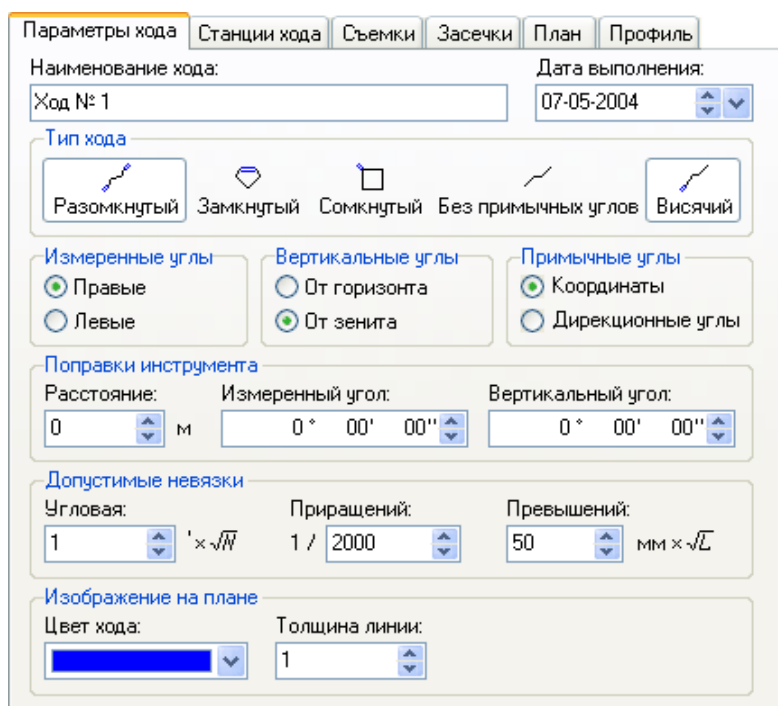 Параметры хода Станции хода Съемки Засечки План Профиль
Наименование хода: Дата выполнения:
Ход № 1 07-05-2004
Тип хода
Разомкнутый Замкнутый Сомкнутый Без примычных углов Висячий
Измеренные углы Вертикальные углы Примычные углы
Правые От горизонта Координаты
Левые От зенита Дирекционные углы
Поправки инструмента
Расстояние: Измеренный угол: Вертикальный угол:
0 м 0 ° 00' 00'' 0 ° 00' 00''
Допустимые невязки
Угловая: Приращений: Превышений:
1 '×√N 1 / 2000 50 мм×√L
Изображение на плане
Цвет хода: Толщина линии:
1